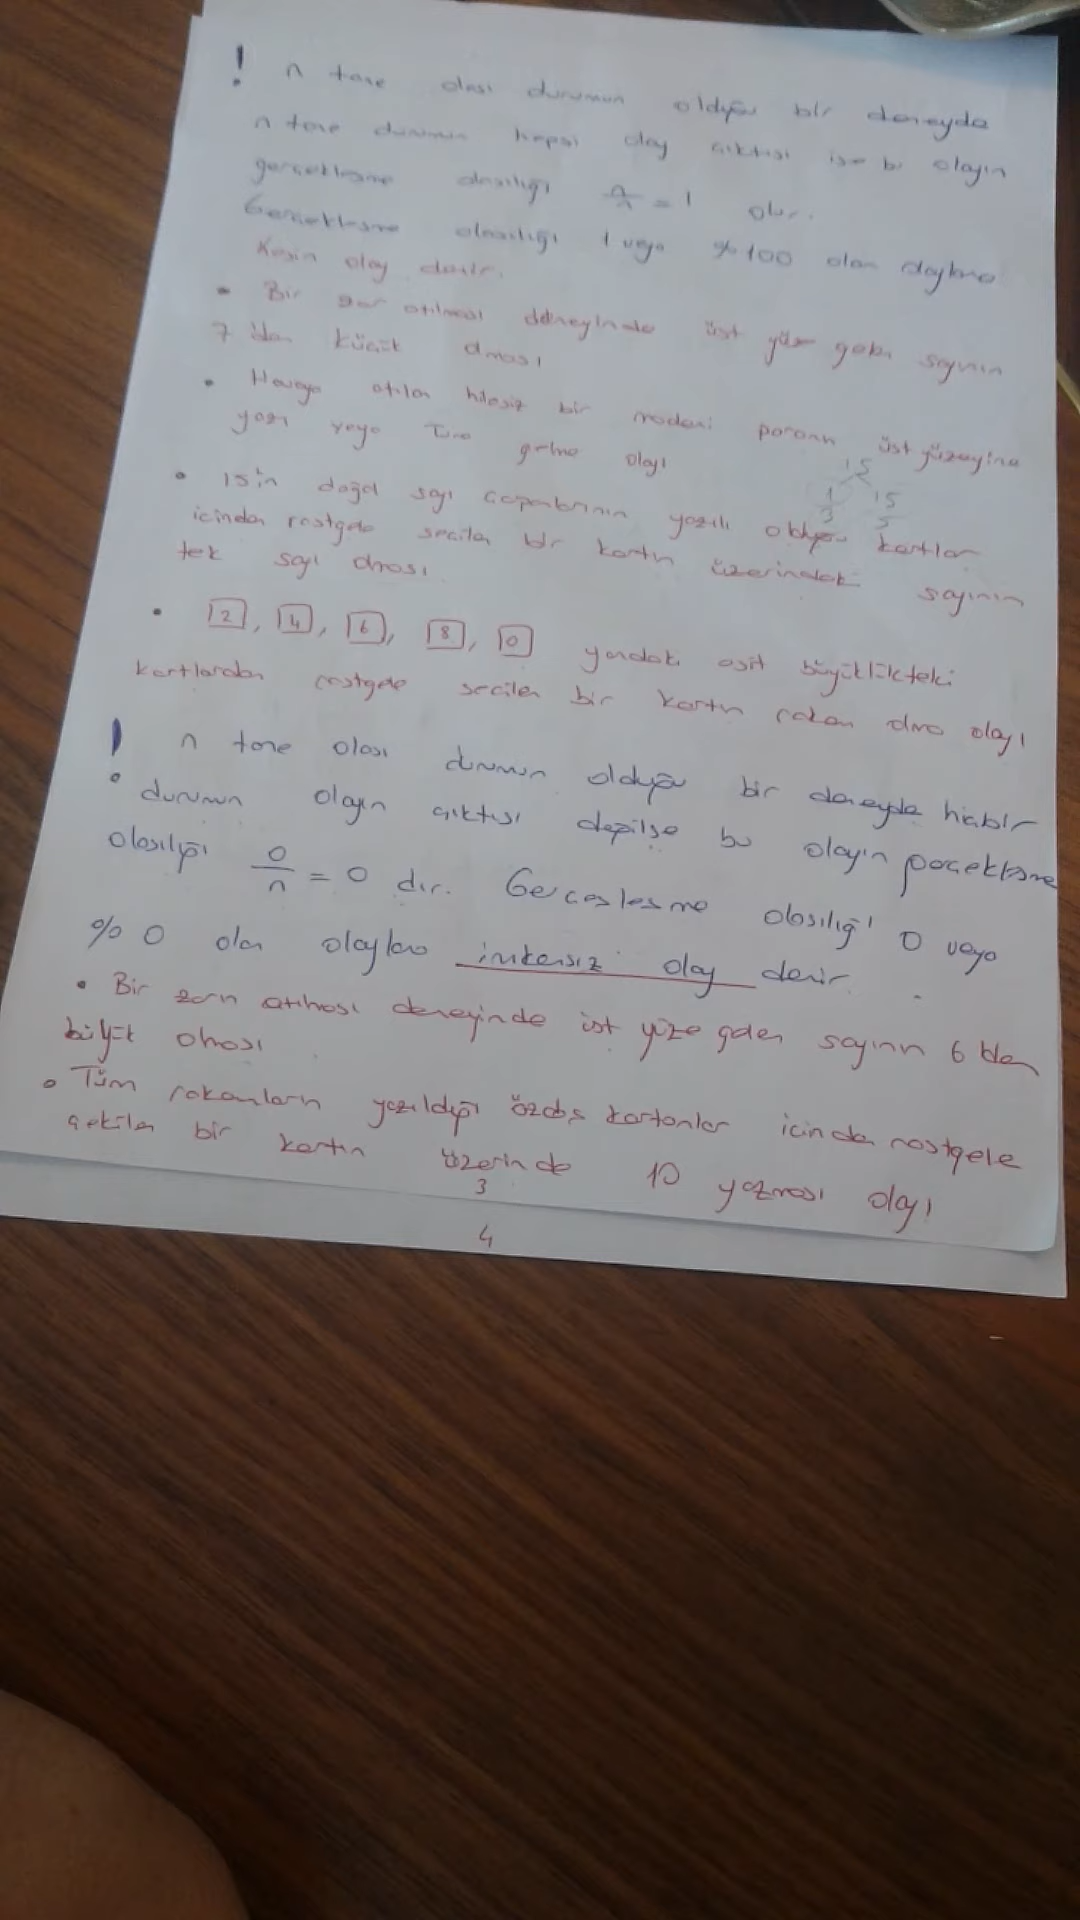 ! n tane olası durumun olduğu bir deneyde
n tane durumun hepsi olay çıktısı ise bu olayın
gerçekleşme olasılığı n/n = 1 olur.
Gerçekleşme olasılığı 1 veya %100 olan olaylara
Kesin olay denir.
• Bir zar atılması deneyinde üst yüze gelen sayının
7'den küçük olması
• Havaya atılan hilesiz bir madeni paranın üst yüzeyine
yazı veya Tura gelme olayı
15
1 15
3 5
• 15'in doğal sayı çarpanlarının yazılı olduğu kartlar
içinden rastgele seçilen bir kartın üzerindeki sayının
tek sayı olması
• 2, 4, 6, 8, 0 yandaki eşit büyüklükteki
kartlardan rastgele seçilen bir kartın rakam olma olayı
! n tane olası durumun olduğu bir deneyde hiçbir
durumun olayın çıktısı değilse bu olayın gerçekleşme
olasılığı 0/n = 0 dır. Gerçekleşme olasılığı 0 veya
%0 olan olaylara imkansız olay denir.
• Bir zarın atılması deneyinde üst yüze gelen sayının 6'dan
büyük olması
• Tüm rakamların yazıldığı özdeş kartonlar içinden rastgele
çekilen bir kartın üzerinde 10 yazması olayı
3
4